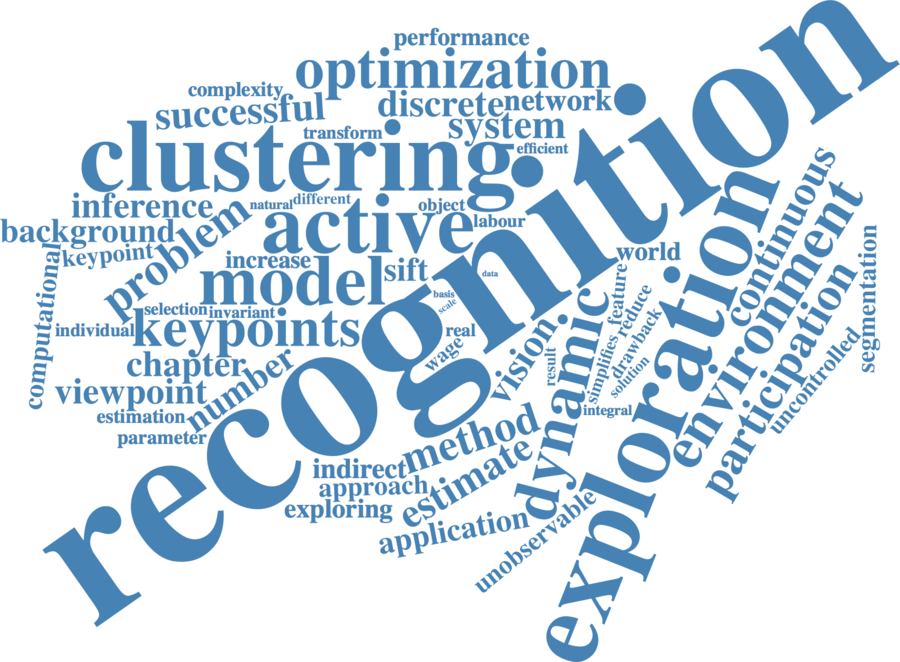 performance
optimization
complexity
successful
discrete
network
transform
system
efficient
clustering
recognition
natural
different
inference
background
problem
active
object
labour
keypoint
increase
model
sift
data
world
computational
selection
invariant
basis
scale
individual
keypoints
real
wage
chapter
viewpoint
number
estimation
parameter
vision
result
dynamic
simplifies
feature
reduce
drawback
solution
integral
exploration
continuous
environment
participation
uncontrolled
segmentation
indirect
method
approach
estimate
exploring
application
unobservable